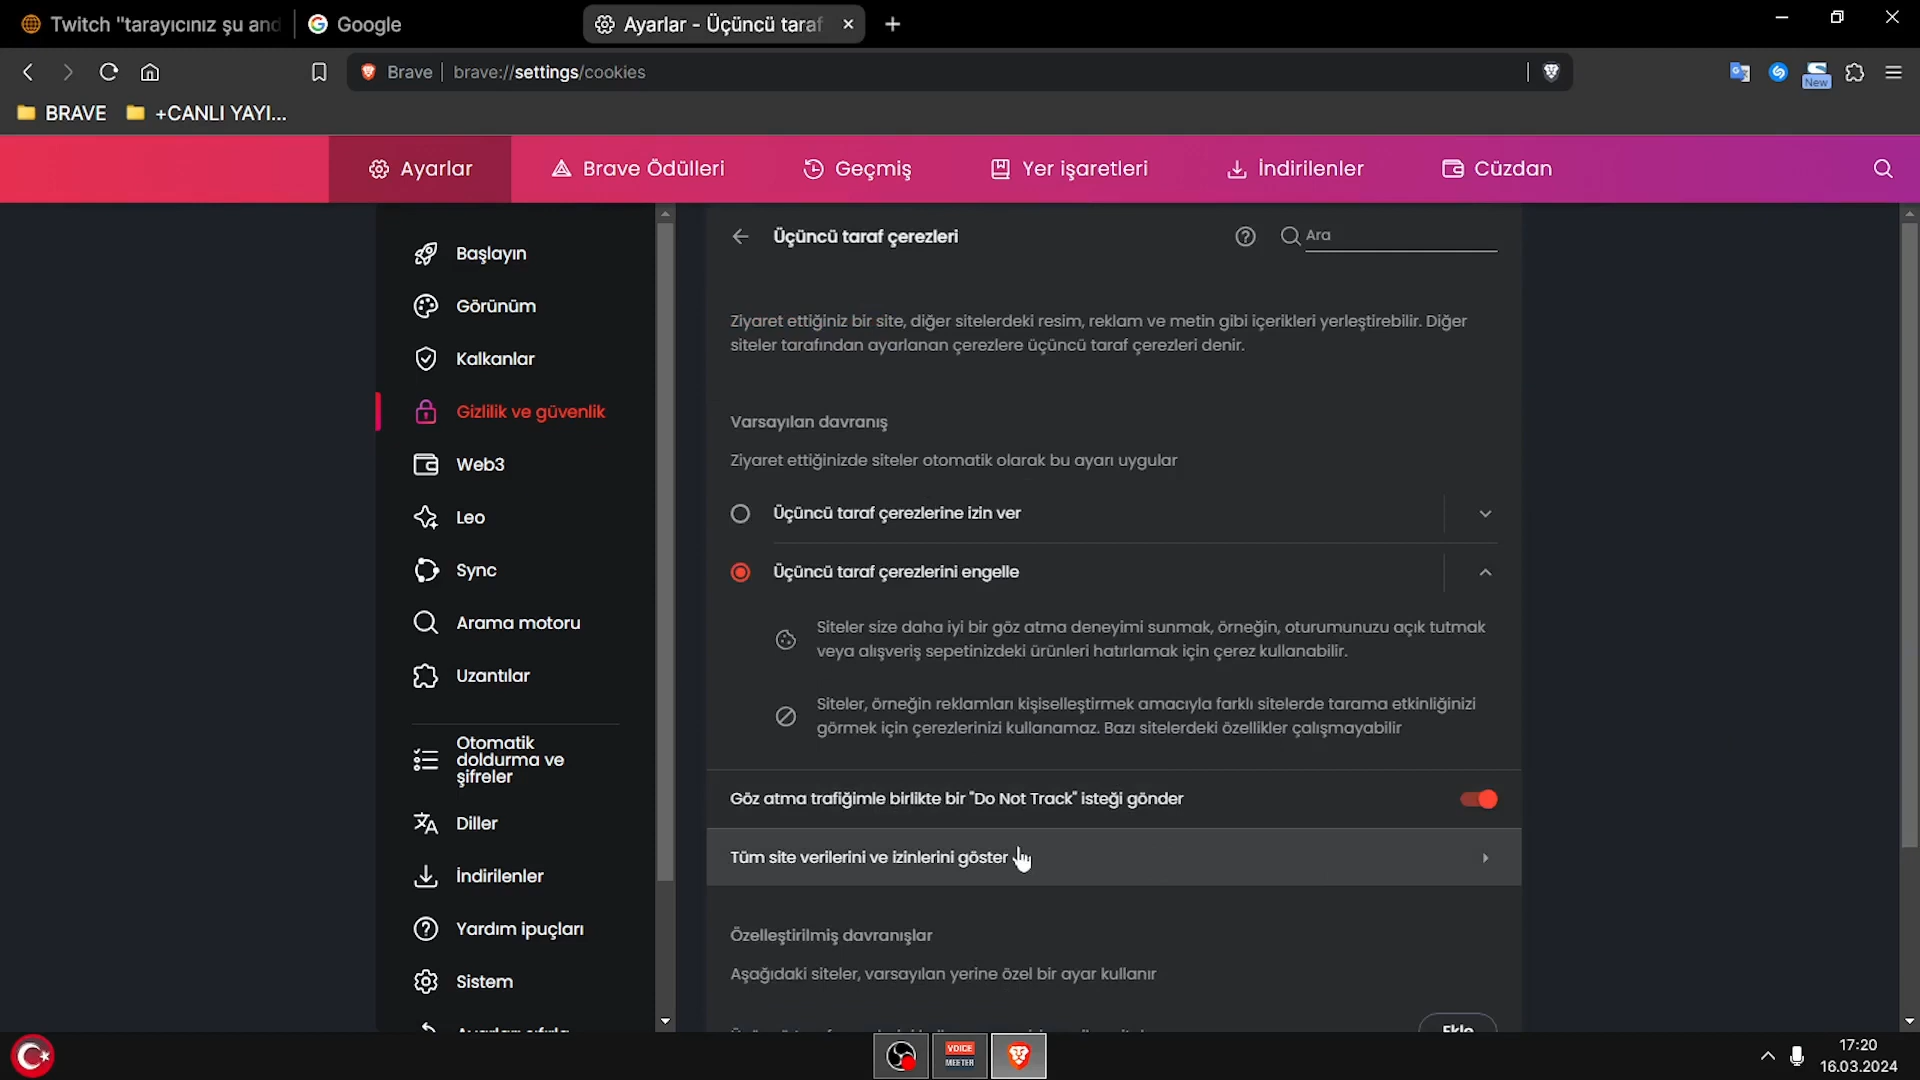 Twitch "tarayıcınız şu and
Google
Ayarlar - Üçüncü taraf
Brave
brave://settings/cookies
New
BRAVE
+CANLI YAYI...
Ayarlar
Brave Ödülleri
Geçmiş
Yer işaretleri
İndirilenler
Cüzdan
Başlayın
Görünüm
Kalkanlar
Gizlilik ve güvenlik
Web3
Leo
Sync
Arama motoru
Uzantılar
Otomatik
doldurma ve
şifreler
Diller
İndirilenler
Yardım ipuçları
Sistem
Üçüncü taraf çerezleri
Ara
Ziyaret ettiğiniz bir site, diğer sitelerdeki resim, reklam ve metin gibi içerikleri yerleştirebilir. Diğer
siteler tarafından ayarlanan çerezlere üçüncü taraf çerezleri denir.
Varsayılan davranış
Ziyaret ettiğinizde siteler otomatik olarak bu ayarı uygular
Üçüncü taraf çerezlerine izin ver
Üçüncü taraf çerezlerini engelle
Siteler size daha iyi bir göz atma deneyimi sunmak, örneğin, oturumunuzu açık tutmak
veya alışveriş sepetinizdeki ürünleri hatırlamak için çerez kullanabilir.
Siteler, örneğin reklamları kişiselleştirmek amacıyla farklı sitelerde tarama etkinliğinizi
görmek için çerezlerinizi kullanamaz. Bazı sitelerdeki özellikler çalışmayabilir
Göz atma trafiğimle birlikte bir "Do Not Track" isteği gönder
Tüm site verilerini ve izinlerini göster
Özelleştirilmiş davranışlar
Aşağıdaki siteler, varsayılan yerine özel bir ayar kullanır
Ekle
VOICE
MEETER
17:20
16.03.2024